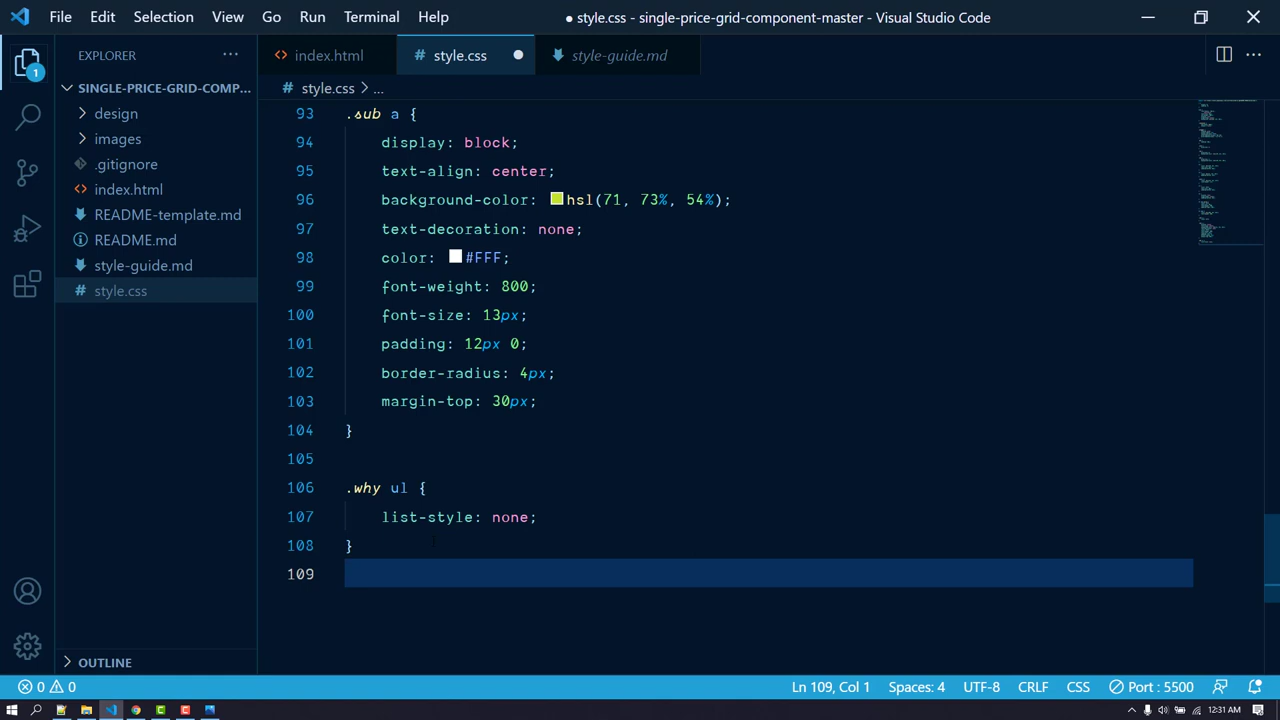 File Edit Selection View Go Run Terminal Help
● style.css - single-price-grid-component-master - Visual Studio Code
EXPLORER ···
<> index.html
# style.css ●
style-guide.md
1
SINGLE-PRICE-GRID-COMP...
# style.css > ...
design
images
.gitignore
<> index.html
README-template.md
README.md
style-guide.md
# style.css
93 .sub a {
94 display: block;
95 text-align: center;
96 background-color: hsl(71, 73%, 54%);
97 text-decoration: none;
98 color: #FFF;
99 font-weight: 800;
100 font-size: 13px;
101 padding: 12px 0;
102 border-radius: 4px;
103 margin-top: 30px;
104 }
105
106 .why ul {
107 list-style: none;
108 }
109
OUTLINE
0 0
Ln 109, Col 1 Spaces: 4 UTF-8 CRLF CSS Port : 5500
12:31 AM